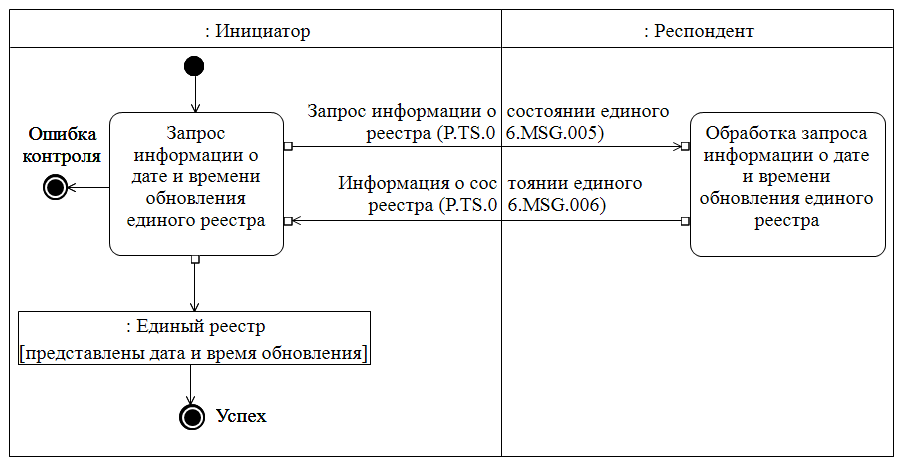 : Инициатор
: Респондент
Ошибка
контроля
Запрос
информации о
дате и времени
обновления
единого реестра
Запрос информации о состоянии единого
реестра (P.TS.06.MSG.005)
Информация о состоянии единого
реестра (P.TS.06.MSG.006)
Обработка запроса
информации о дате
и времени
обновления единого
реестра
: Единый реестр
[представлены дата и время обновления]
Успех